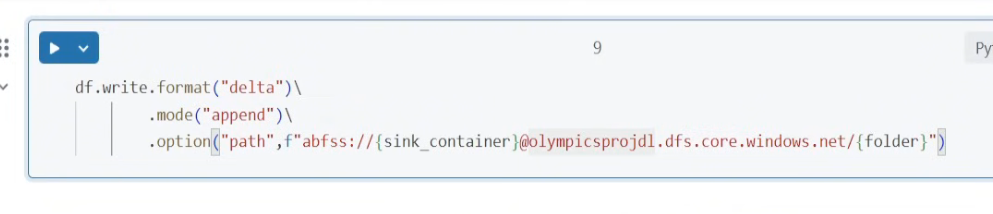 9
Py
df.write.format("delta")\
.mode("append")\
.option("path",f"abfss://{sink_container}@olympicsprojdl.dfs.core.windows.net/{folder}")